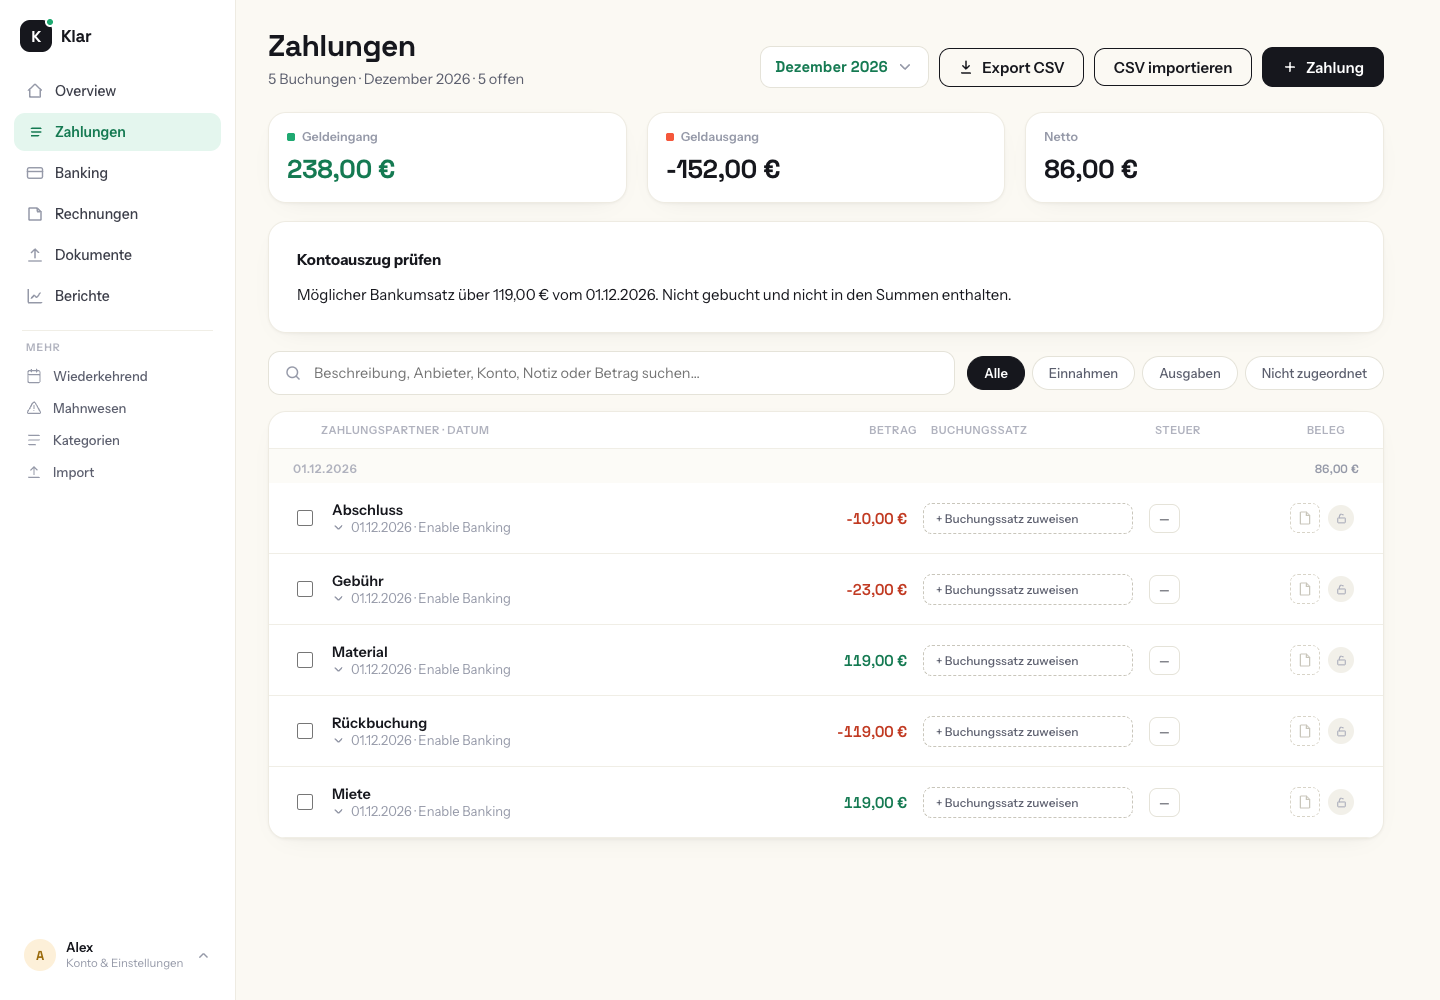 K Klar
Overview
Zahlungen
Banking
Rechnungen
Dokumente
Berichte
MEHR
Wiederkehrend
Mahnwesen
Kategorien
Import
A Alex
Konto & Einstellungen
Zahlungen
5 Buchungen · Dezember 2026 · 5 offen
Dezember 2026 Export CSV CSV importieren + Zahlung
Geldeingang
238,00 €
Geldausgang
-152,00 €
Netto
86,00 €
Kontoauszug prüfen
Möglicher Bankumsatz über 119,00 € vom 01.12.2026. Nicht gebucht und nicht in den Summen enthalten.
Beschreibung, Anbieter, Konto, Notiz oder Betrag suchen...
Alle Einnahmen Ausgaben Nicht zugeordnet
ZAHLUNGSPARTNER · DATUM BETRAG BUCHUNGSSATZ STEUER BELEG
01.12.2026 86,00 €
Abschluss
01.12.2026 · Enable Banking
-10,00 € + Buchungssatz zuweisen –
Gebühr
01.12.2026 · Enable Banking
-23,00 € + Buchungssatz zuweisen –
Material
01.12.2026 · Enable Banking
119,00 € + Buchungssatz zuweisen –
Rückbuchung
01.12.2026 · Enable Banking
-119,00 € + Buchungssatz zuweisen –
Miete
01.12.2026 · Enable Banking
119,00 € + Buchungssatz zuweisen –